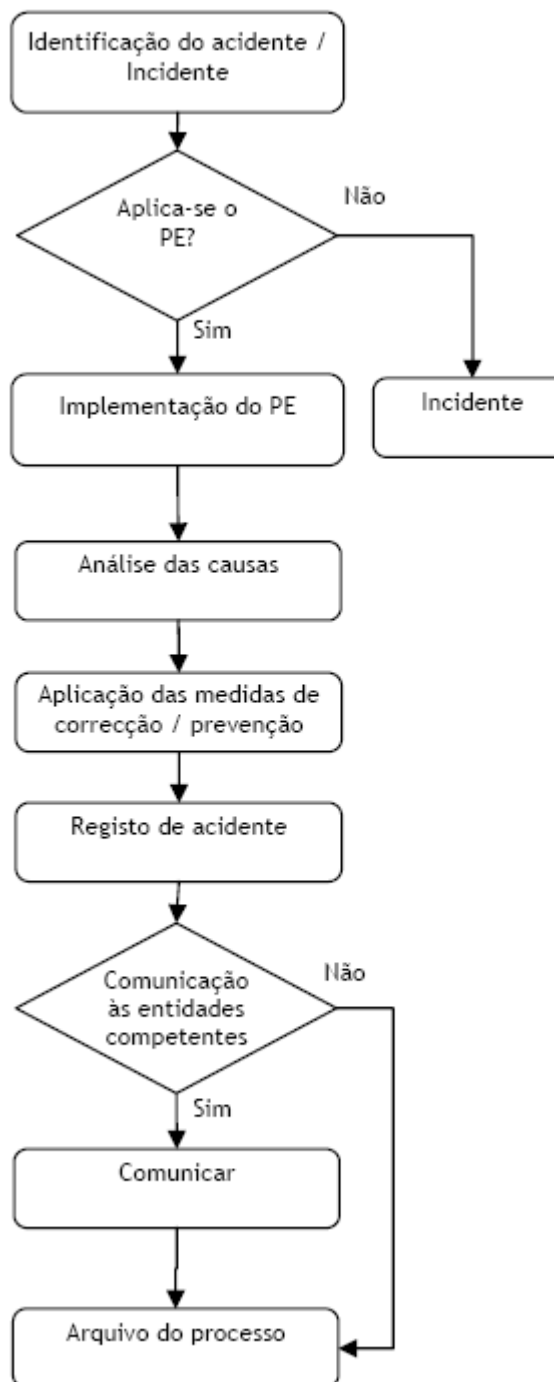 Identificação do acidente /
Incidente
Aplica-se o
PE?
Não
Sim
Implementação do PE
Incidente
Análise das causas
Aplicação das medidas de
correcção / prevenção
Registo de acidente
Comunicação
às entidades
competentes
Não
Sim
Comunicar
Arquivo do processo